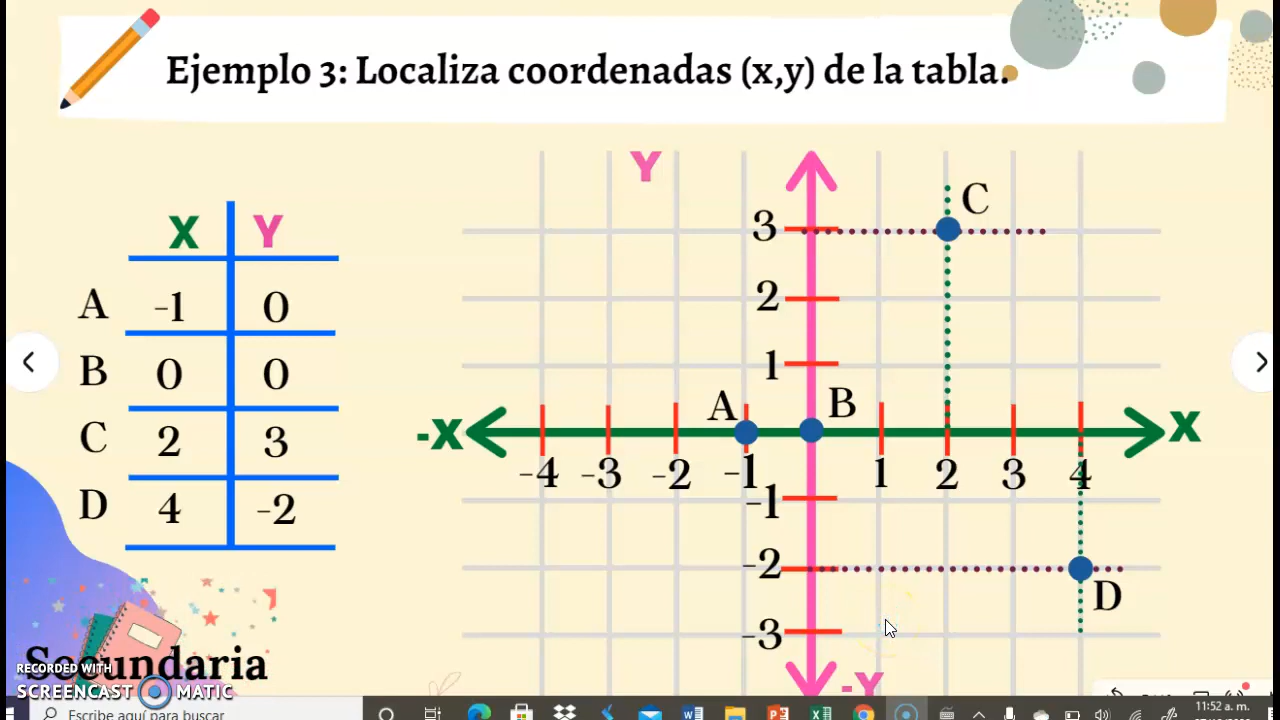 Ejemplo 3: Localiza coordenadas (x,y) de la tabla.
X Y
A -1 0
B 0 0
C 2 3
D 4 -2
Y
3
2
1
-X
X
-4 -3 -2 -1 1 2 3 4
-1
-2
-3
-Y
A
B
C
D
Secundaria
RECORDED WITH
SCREENCAST MATIC
Escribe aquí para buscar
11:52 a. m.